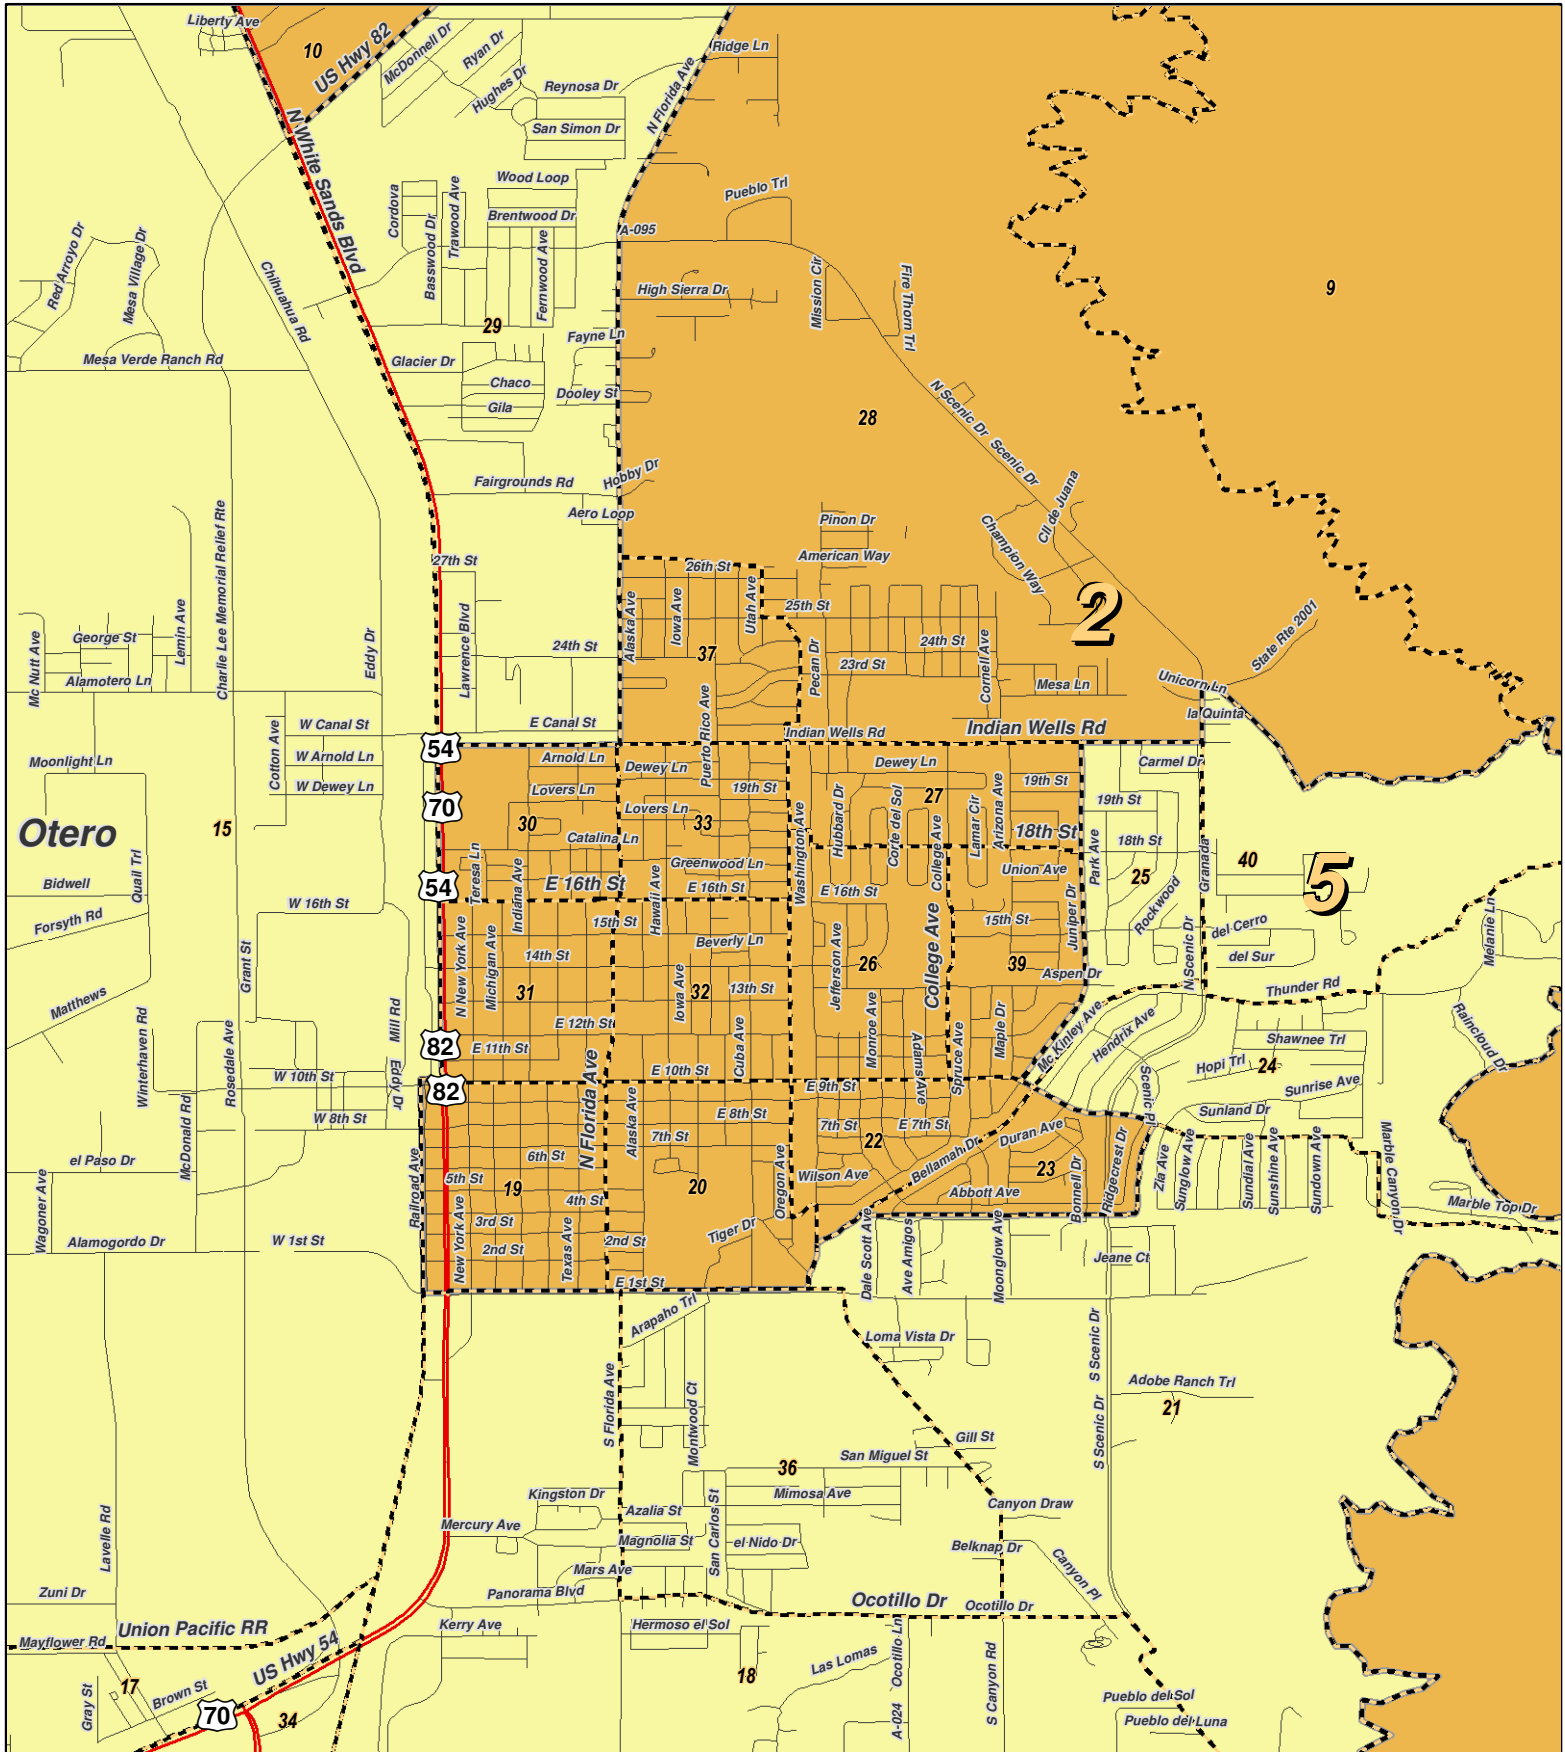 Liberty Ave
10
US Hwy 82
McDonnell Dr
Ryan Dr
Hughes Dr
Ridge Ln
Reynosa Dr
San Simon Dr
N Florida Ave
N White Sands Blvd
Wood Loop
Brentwood Dr
Cordova
Basswood Dr
Trawood Ave
Fernwood Ave
Pueblo Trl
A-095
Red Arroyo Dr
Mesa Village Dr
Chihuahua Rd
High Sierra Dr
Mission Cir
Fire Thorn Trl
9
29
Fayne Ln
Mesa Verde Ranch Rd
Glacier Dr
Chaco
Gila
Dooley St
28
N Scenic Dr
Scenic Dr
Fairgrounds Rd
Hobby Dr
Aero Loop
Pinon Dr
American Way
Champion Way
Cll de Juana
Charlie Lee Memorial Relief Rte
27th St
26th St
Utah Ave
25th St
2
State Rte 2001
Mc Nutt Ave
George St
Lemin Ave
Alamotero Ln
Eddy Dr
Lawrence Blvd
24th St
Alaska Ave
Iowa Ave
37
Pecan Dr
24th St
23rd St
Cornell Ave
Mesa Ln
Unicorn Ln
la Quinta
W Canal St
E Canal St
Puerto Rico Ave
Indian Wells Rd
Indian Wells Rd
54
Cotton Ave
W Arnold Ln
W Dewey Ln
Moonlight Ln
Arnold Ln
Dewey Ln
Dewey Ln
Carmel Dr
70
Lovers Ln
Lovers Ln
19th St
19th St
19th St
27
Otero
15
30
33
Catalina Ln
Washington Ave
Hubbard Dr
Corte del Sol
College Ave
Lamar Cir
Arizona Ave
18th St
18th St
Park Ave
Granada
40
5
Quail Trl
Bidwell
Forsyth Rd
W 16th St
54
Teresa Ln
Indiana Ave
E 16th St
Greenwood Ln
E 16th St
E 16th St
Union Ave
25
Rockwood
Hawaii Ave
15th St
15th St
Juniper Dr
del Cerro
del Sur
Melanie Ln
Grant St
N New York Ave
Michigan Ave
14th St
Beverly Ln
Jefferson Ave
26
College Ave
39
Aspen Dr
N Scenic Dr
Thunder Rd
Matthews
31
32
13th St
Iowa Ave
Winterhaven Rd
Rosedale Ave
Mill Rd
Eddy Dr
82
E 12th St
E 11th St
Cuba Ave
Monroe Ave
Adams Ave
Spruce Ave
Maple Dr
Mc Kinley Ave
Hendrix Ave
Shawnee Trl
Hopi Trl
24
Raincloud Dr
W 10th St
82
E 10th St
E 9th St
Sunrise Ave
Sunland Dr
Scenic Pl
McDonald Rd
W 8th St
N Florida Ave
Alaska Ave
E 8th St
7th St
7th St
E 7th St
22
Bellamah Dr
Duran Ave
el Paso Dr
Railroad Ave
6th St
5th St
19
4th St
20
Oregon Ave
Wilson Ave
Abbott Ave
23
Bonnell Dr
Ridgecrest Dr
Zia Ave
Sunglow Ave
Sundial Ave
Sunshine Ave
Sundown Ave
Marble Canyon Dr
Marble Top Dr
Wagoner Ave
Alamogordo Dr
W 1st St
New York Ave
3rd St
2nd St
Texas Ave
2nd St
Tiger Dr
Dale Scott Ave
Ave Amigos
Moonglow Ave
Jeane Ct
E 1st St
Arapaho Trl
Loma Vista Dr
S Scenic Dr
S Scenic Dr
Adobe Ranch Trl
21
S Florida Ave
Montwood Ct
36
San Miguel St
Gill St
Mimosa Ave
Kingston Dr
Azalia St
San Carlos St
Canyon Draw
Mercury Ave
Magnolia St
el Nido Dr
Belknap Dr
Canyon Pl
Lavelle Rd
Mars Ave
Zuni Dr
Panorama Blvd
Ocotillo Dr
Ocotillo Dr
Union Pacific RR
Mayflower Rd
Kerry Ave
Hermoso el Sol
US Hwy 54
17
Gray St
Brown St
70
34
18
Las Lomas
Ocotillo Ln
A-024
S Canyon Rd
Pueblo del Sol
Pueblo del Luna